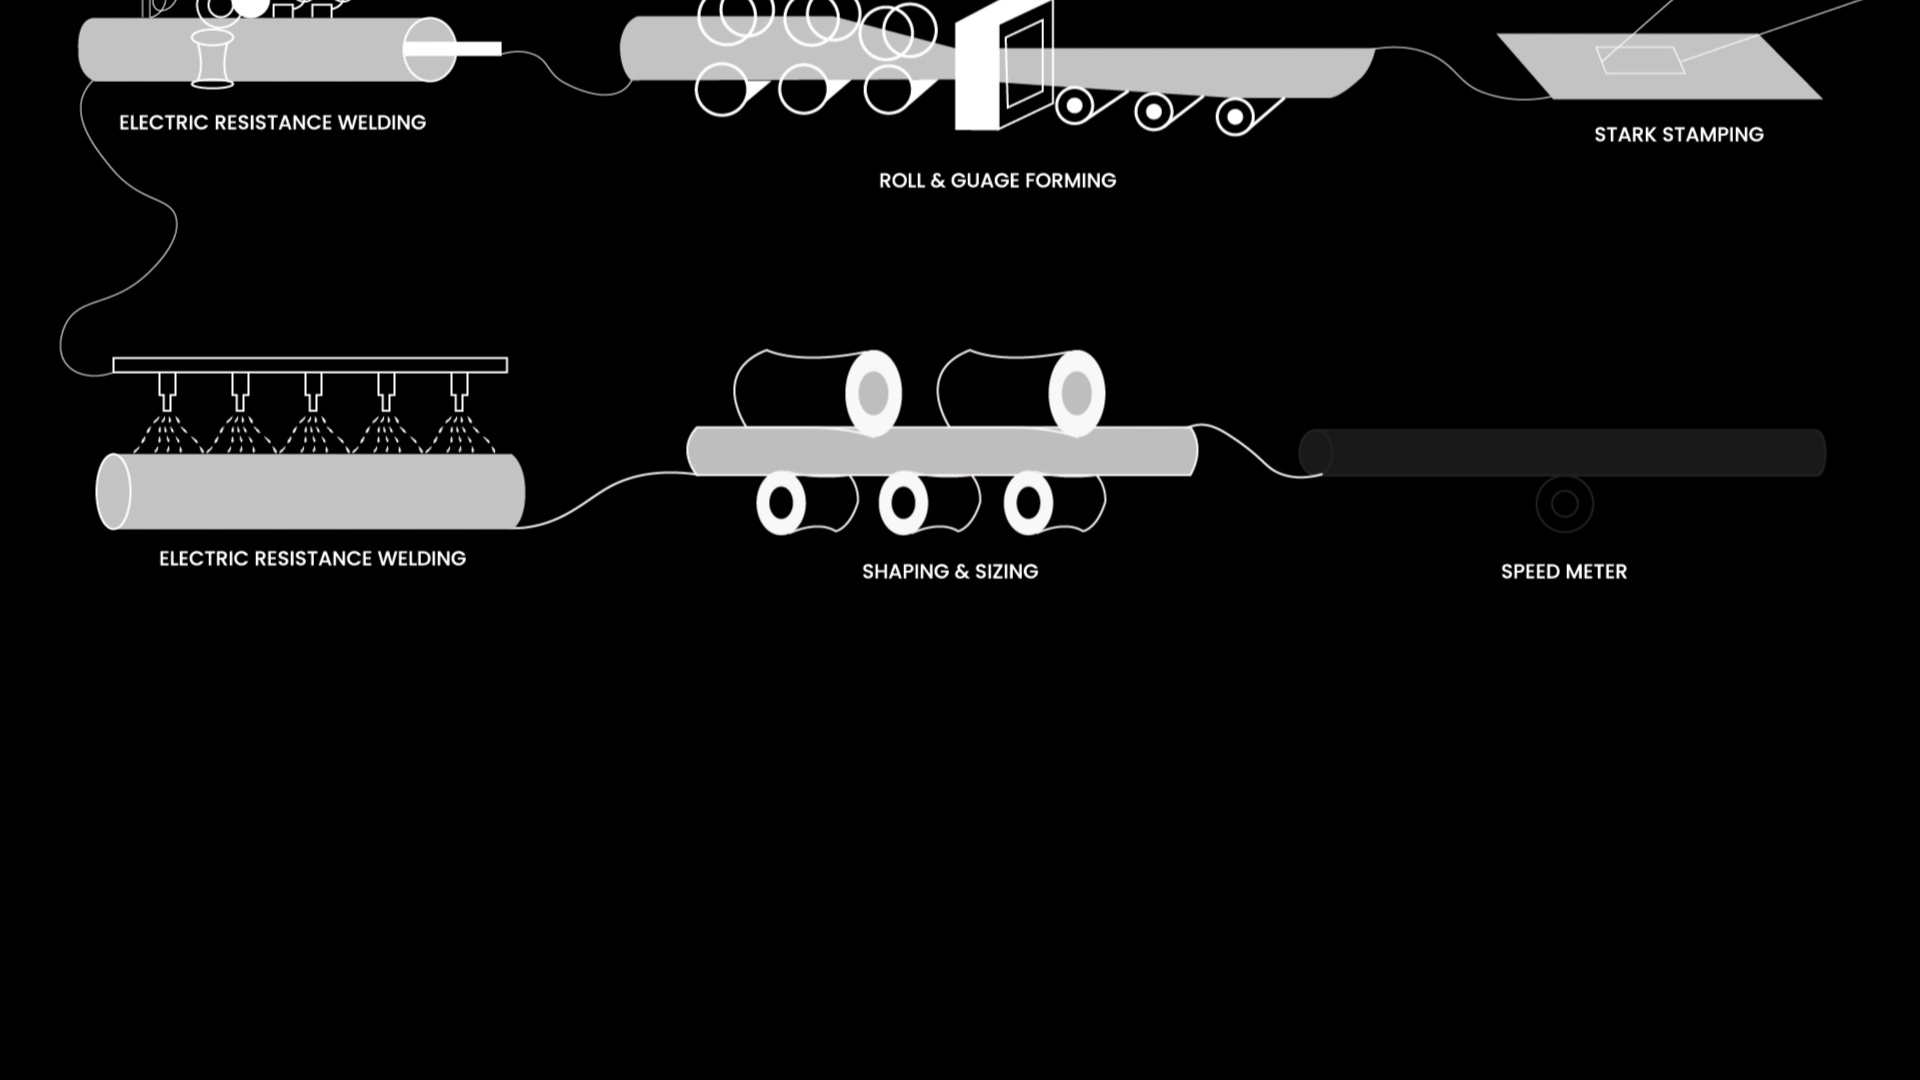 ELECTRIC RESISTANCE WELDING
STARK STAMPING
ROLL & GUAGE FORMING
ELECTRIC RESISTANCE WELDING
SHAPING & SIZING
SPEED METER